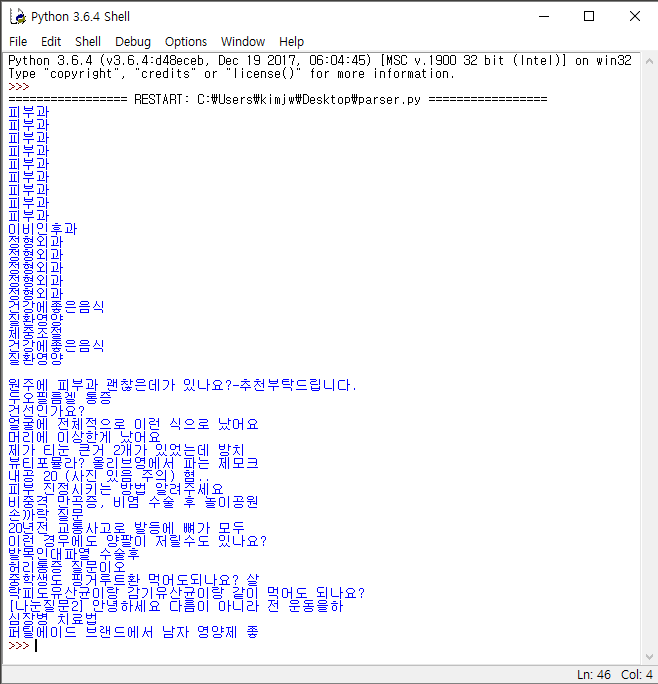 Python 3.6.4 Shell
File Edit Shell Debug Options Window Help
Python 3.6.4 (v3.6.4:d48eceb, Dec 19 2017, 06:04:45) [MSC v.1900 32 bit (Intel)] on win32
Type "copyright", "credits" or "license()" for more information.
>>>
================= RESTART: C:₩Users₩kimjw₩Desktop₩parser.py =================
피부과
피부과
피부과
피부과
피부과
피부과
피부과
피부과
피부과
이비인후과
정형외과
정형외과
정형외과
정형외과
정형외과
건강에좋은음식
질환영양
체중조절
건강에좋은음식
질환영양
원주에 피부과 괜찮은데가 있나요?-추천부탁드립니다.
두오필름겔 통증
건선인가요?
얼굴에 전체적으로 이런 식으로 났어요
머리에 이상한게 났어요
제가 티눈 큰거 2개가 있었는데 방치
뷰티포뮬라? 올리브영에서 파는 제모크
내공 20 (사진 있음 주의) 혐..
피부 진정시키는 방법 알려주세요
비중격 만곡증, 비염 수술 후 놀이공원
손까락 질문
20년전 교통사고로 발등에 뼈가 모두
이런 경우에도 양팔이 저릴수도 있나요?
발목인대파열 수술후
허리통증 질문이오
중학생도 핑거루트환 먹어도되나요? 살
락피도유산균이랑 감기유산균이랑 같이 먹어도 되나요?
[나눈질문2] 안녕하세요 다름이 아니라 전 운동을하
심장병 치료법
퍼틸에이드 브랜드에서 남자 영양제 좋
>>>
Ln: 46 Col: 4